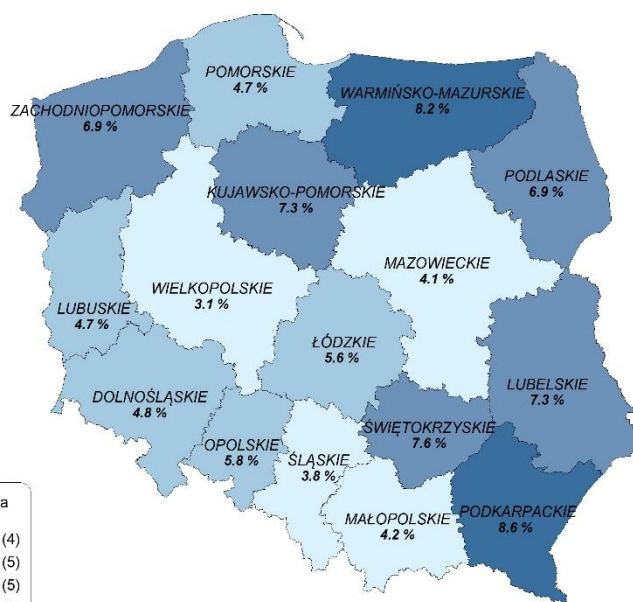 POMORSKIE
4.7 %
WARMIŃSKO-MAZURSKIE
8.2 %
ZACHODNIOPOMORSKIE
6.9 %
PODLASKIE
6.9 %
KUJAWSKO-POMORSKIE
7.3 %
MAZOWIECKIE
4.1 %
WIELKOPOLSKIE
3.1 %
LUBUSKIE
4.7 %
ŁÓDZKIE
5.6 %
LUBELSKIE
7.3 %
DOLNOŚLĄSKIE
4.8 %
ŚWIĘTOKRZYSKIE
7.6 %
OPOLSKIE
5.8 %
ŚLĄSKIE
3.8 %
MAŁOPOLSKIE
4.2 %
PODKARPACKIE
8.6 %
a
(4)
(5)
(5)